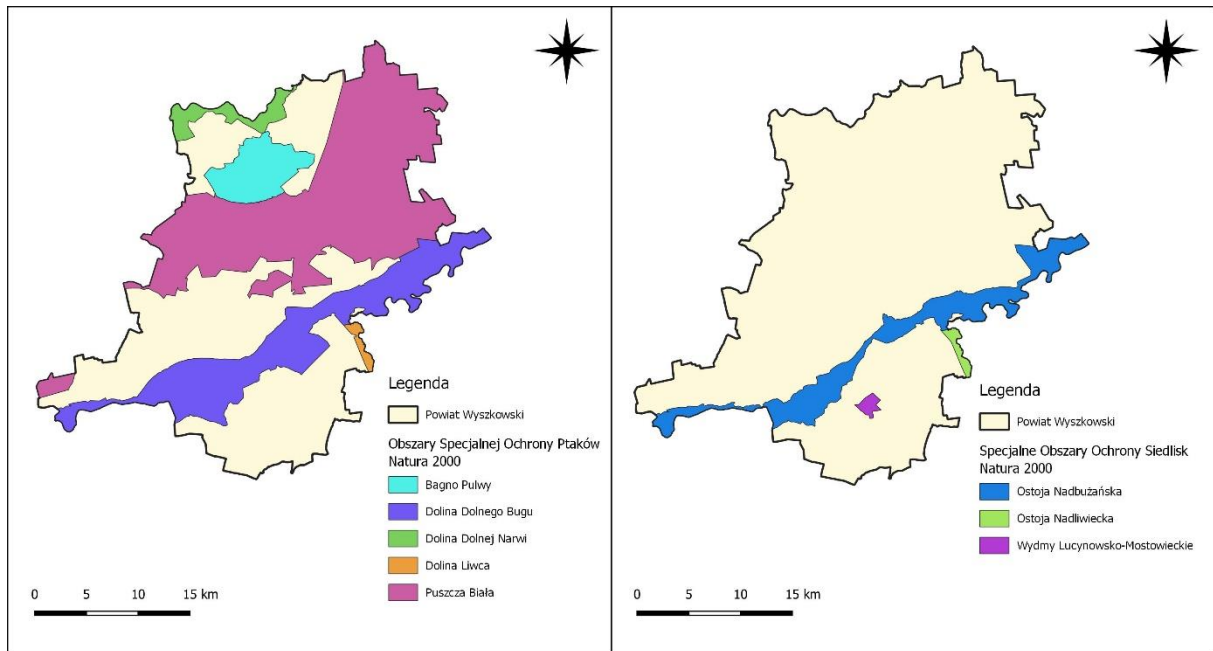 Legenda
Powiat Wyszkowski
Obszary Specjalnej Ochrony Ptaków
Natura 2000
Bagno Pulwy
Dolina Dolnego Bugu
Dolina Dolnej Narwi
Dolina Liwca
Puszcza Biała
0 5 10 15 km
Legenda
Powiat Wyszkowski
Specjalne Obszary Ochrony Siedlisk
Natura 2000
Ostoja Nadbużańska
Ostoja Nadliwiecka
Wydmy Lucynowsko-Mostowieckie
0 5 10 15 km